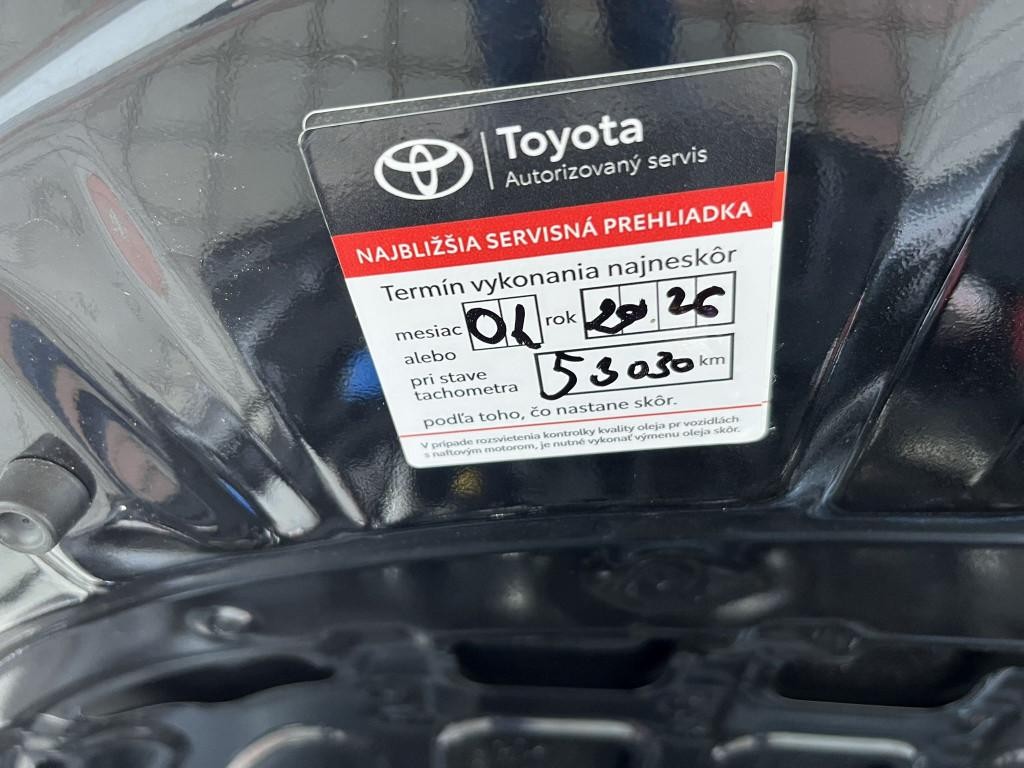 Toyota
Autorizovaný servis
NAJBLIŽŠIA SERVISNÁ PREHLIADKA
Termín vykonania najneskôr
mesiac 01 rok 20 26
alebo
pri stave
tachometra 53030 km
podľa toho, čo nastane skôr.
V prípade rozsvietenia kontrolky kvality oleja pr vozidlách
s naftovým motorom, je nutné vykonať výmenu oleja skôr.